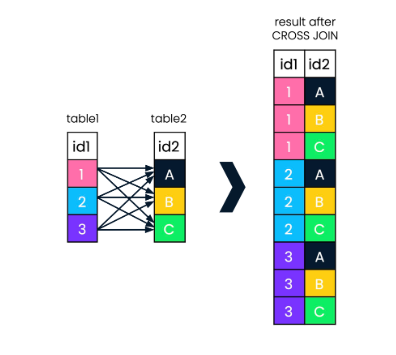 result after
CROSS JOIN
id1 id2
1 A
1 B
1 C
2 A
2 B
2 C
3 A
3 B
3 C
table1
id1
1
2
3
table2
id2
A
B
C